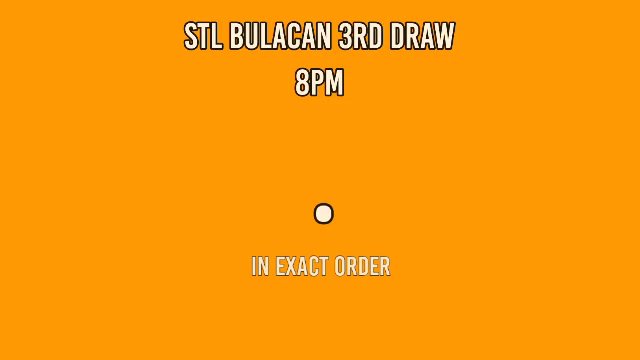 STL BULACAN 3RD DRAW
8PM
O
IN EXACT ORDER